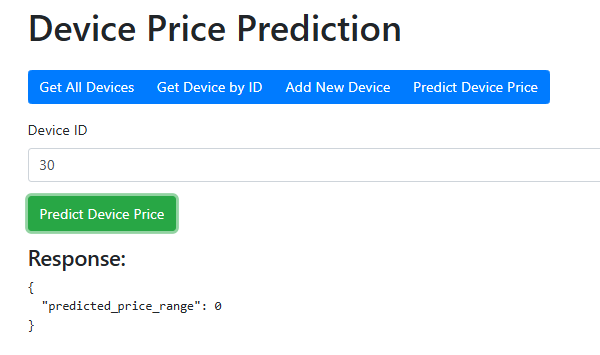 Device Price Prediction
Get All Devices Get Device by ID Add New Device Predict Device Price
Device ID
30
Predict Device Price
Response:
{
  "predicted_price_range": 0
}